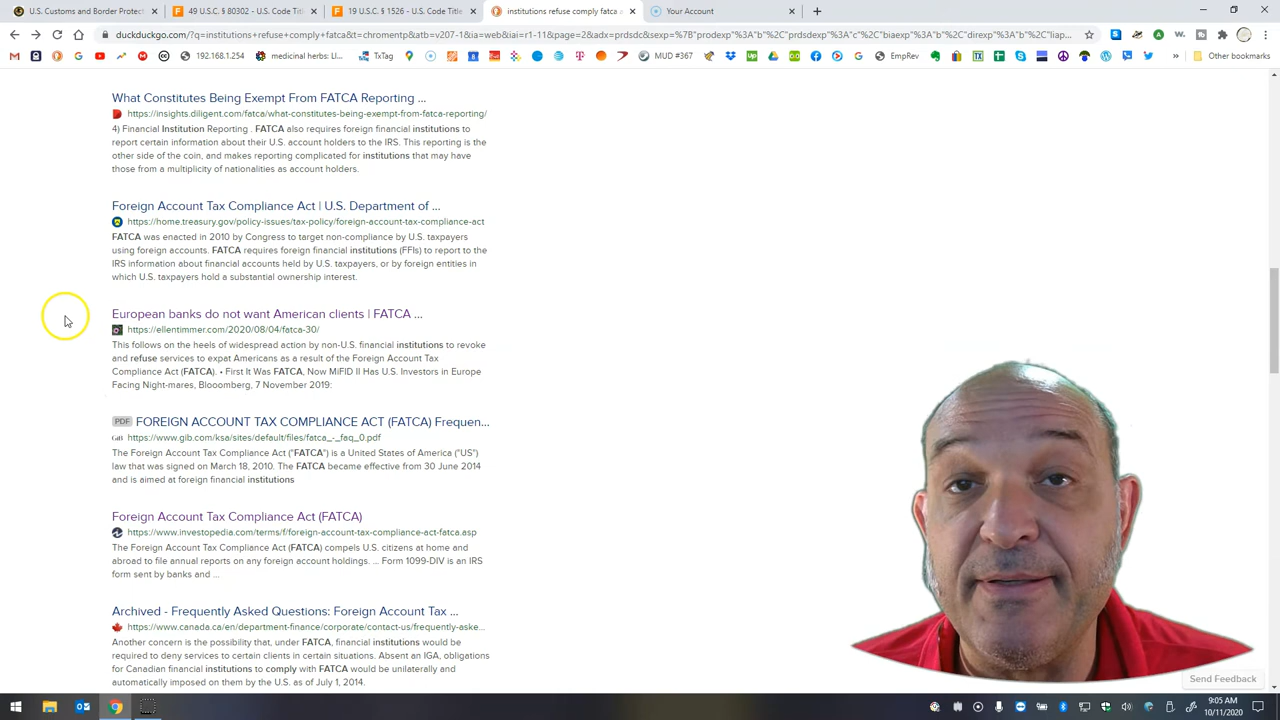 U.S. Customs and Border Protect
49 U.S.C. § 80302 - U.S. Code Titl
19 U.S.C. § 1526 - U.S. Code Title
institutions refuse comply fatca a
Your Account
duckduckgo.com/?q=institutions+refuse+comply+fatca&t=chromentp&atb=v207-1&ia=web&iai=r1-11&page=2&adx=prdsdc&sexp=%7B"prodexp"%3A"b"%2C"prdsdexp"%3A"c"%2C"biaexp"%3A"b"%2C"direxp"%3A"b"%2C"liap...
192.168.1.254
medicinal herbs: Ll...
TxTag
MUD #367
EmpRev
»
Other bookmarks
What Constitutes Being Exempt From FATCA Reporting ...
https://insights.diligent.com/fatca/what-constitutes-being-exempt-from-fatca-reporting/
4) Financial Institution Reporting . FATCA also requires foreign financial institutions to
report certain information about their U.S. account holders to the IRS. This reporting is the
other side of the coin, and makes reporting complicated for institutions that may have
those from a multiplicity of nationalities as account holders.
Foreign Account Tax Compliance Act | U.S. Department of ...
https://home.treasury.gov/policy-issues/tax-policy/foreign-account-tax-compliance-act
FATCA was enacted in 2010 by Congress to target non-compliance by U.S. taxpayers
using foreign accounts. FATCA requires foreign financial institutions (FFIs) to report to the
IRS information about financial accounts held by U.S. taxpayers, or by foreign entities in
which U.S. taxpayers hold a substantial ownership interest.
European banks do not want American clients | FATCA ...
https://ellentimmer.com/2020/08/04/fatca-30/
This follows on the heels of widespread action by non-U.S. financial institutions to revoke
and refuse services to expat Americans as a result of the Foreign Account Tax
Compliance Act (FATCA). • First It Was FATCA, Now MiFID II Has U.S. Investors in Europe
Facing Night-mares, Blooomberg, 7 November 2019:
PDF FOREIGN ACCOUNT TAX COMPLIANCE ACT (FATCA) Frequen...
GIB https://www.gib.com/ksa/sites/default/files/fatca_-_faq_0.pdf
The Foreign Account Tax Compliance Act ("FATCA") is a United States of America ("US")
law that was signed on March 18, 2010. The FATCA became effective from 30 June 2014
and is aimed at foreign financial institutions
Foreign Account Tax Compliance Act (FATCA)
https://www.investopedia.com/terms/f/foreign-account-tax-compliance-act-fatca.asp
The Foreign Account Tax Compliance Act (FATCA) compels U.S. citizens at home and
abroad to file annual reports on any foreign account holdings. ... Form 1099-DIV is an IRS
form sent by banks and ...
Archived - Frequently Asked Questions: Foreign Account Tax ...
https://www.canada.ca/en/department-finance/corporate/contact-us/frequently-aske...
Another concern is the possibility that, under FATCA, financial institutions would be
required to deny services to certain clients in certain situations. Absent an IGA, obligations
for Canadian financial institutions to comply with FATCA would be unilaterally and
automatically imposed on them by the U.S. as of July 1, 2014.
Send Feedback
9:05 AM
10/11/2020